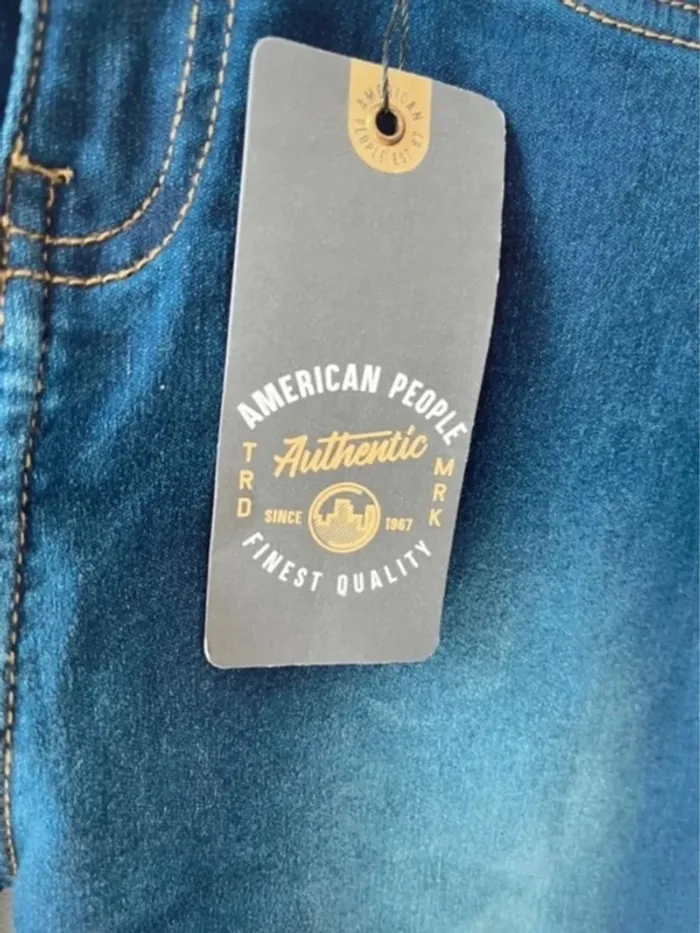 AMERICAN
PEOPLE EST 67
AMERICAN PEOPLE
Authentic
TRD
MRK
SINCE 1967
FINEST QUALITY